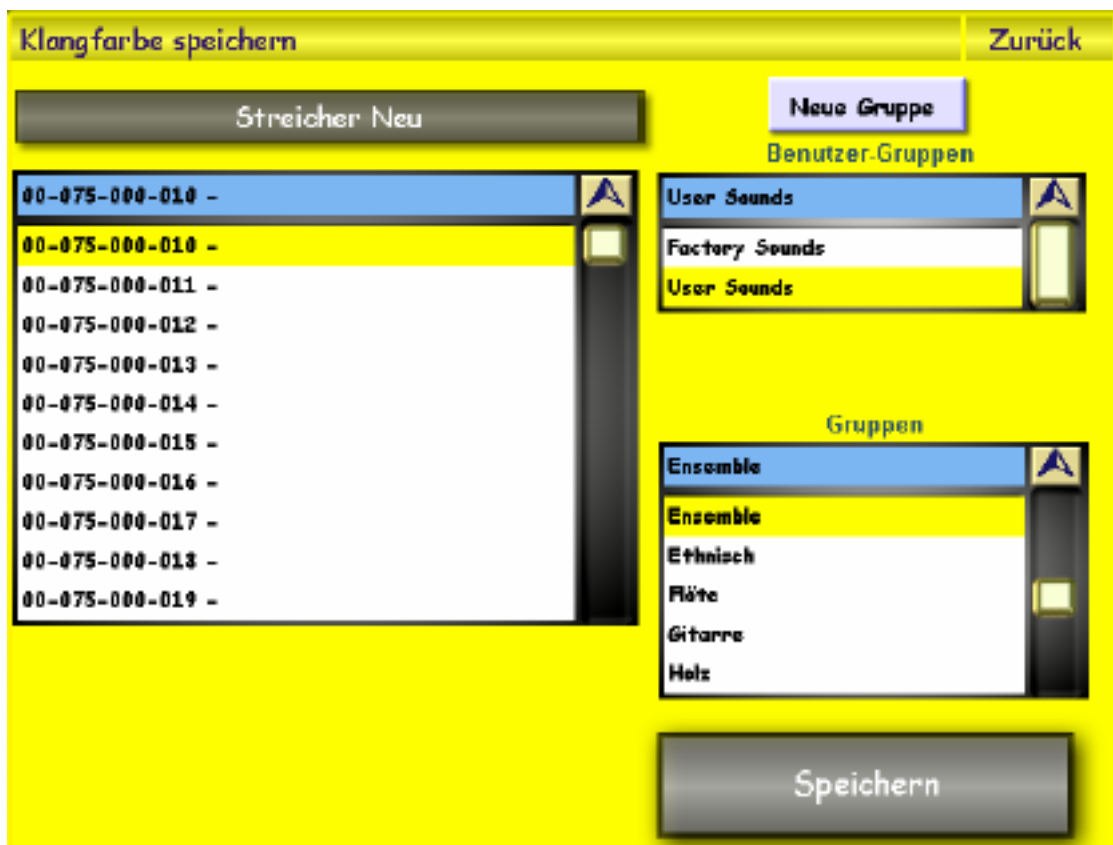 Klangfarbe speichern
Zurück
Streicher Neu
Neue Gruppe
Benutzer-Gruppen
00-075-000-010 -
00-075-000-010 -
00-075-000-011 -
00-075-000-012 -
00-075-000-013 -
00-075-000-014 -
00-075-000-015 -
00-075-000-016 -
00-075-000-017 -
00-075-000-018 -
00-075-000-019 -
User Sounds
Factory Sounds
User Sounds
Gruppen
Ensemble
Ensemble
Ethnisch
Flöte
Gitarre
Holz
Speichern